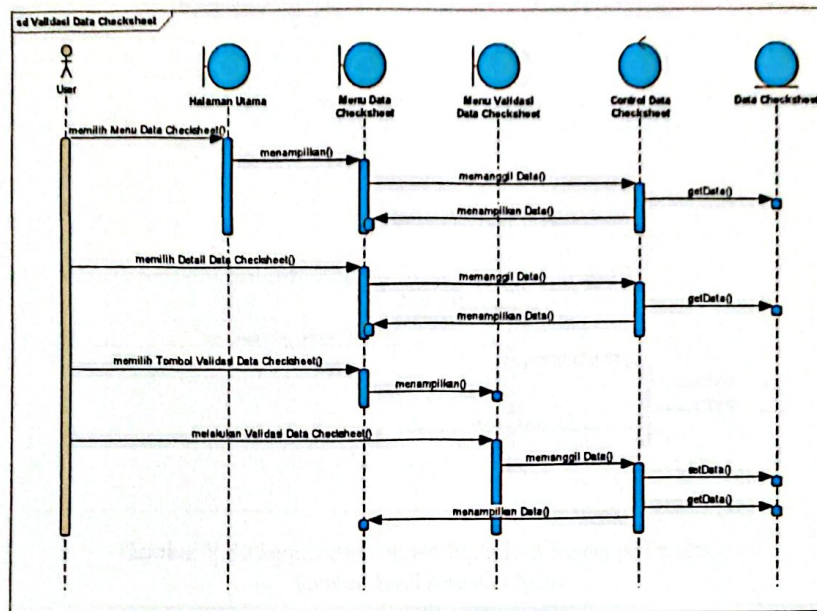 sd Validasi Data Checksheet
User
Halaman Utama
Menu Data
Checksheet
Menu Validasi
Data Checksheet
Control Data
Checksheet
Data Checksheet
memilih Menu Data Checksheet()
menampilkan()
memanggil Data()
getData()
menampilkan Data()
memilih Detail Data Checksheet()
memanggil Data()
getData()
menampilkan Data()
memilih Tombol Validasi Data Checksheet()
menampilkan()
melakukan Validasi Data Checksheet()
memanggil Data()
setData()
getData()
menampilkan Data()